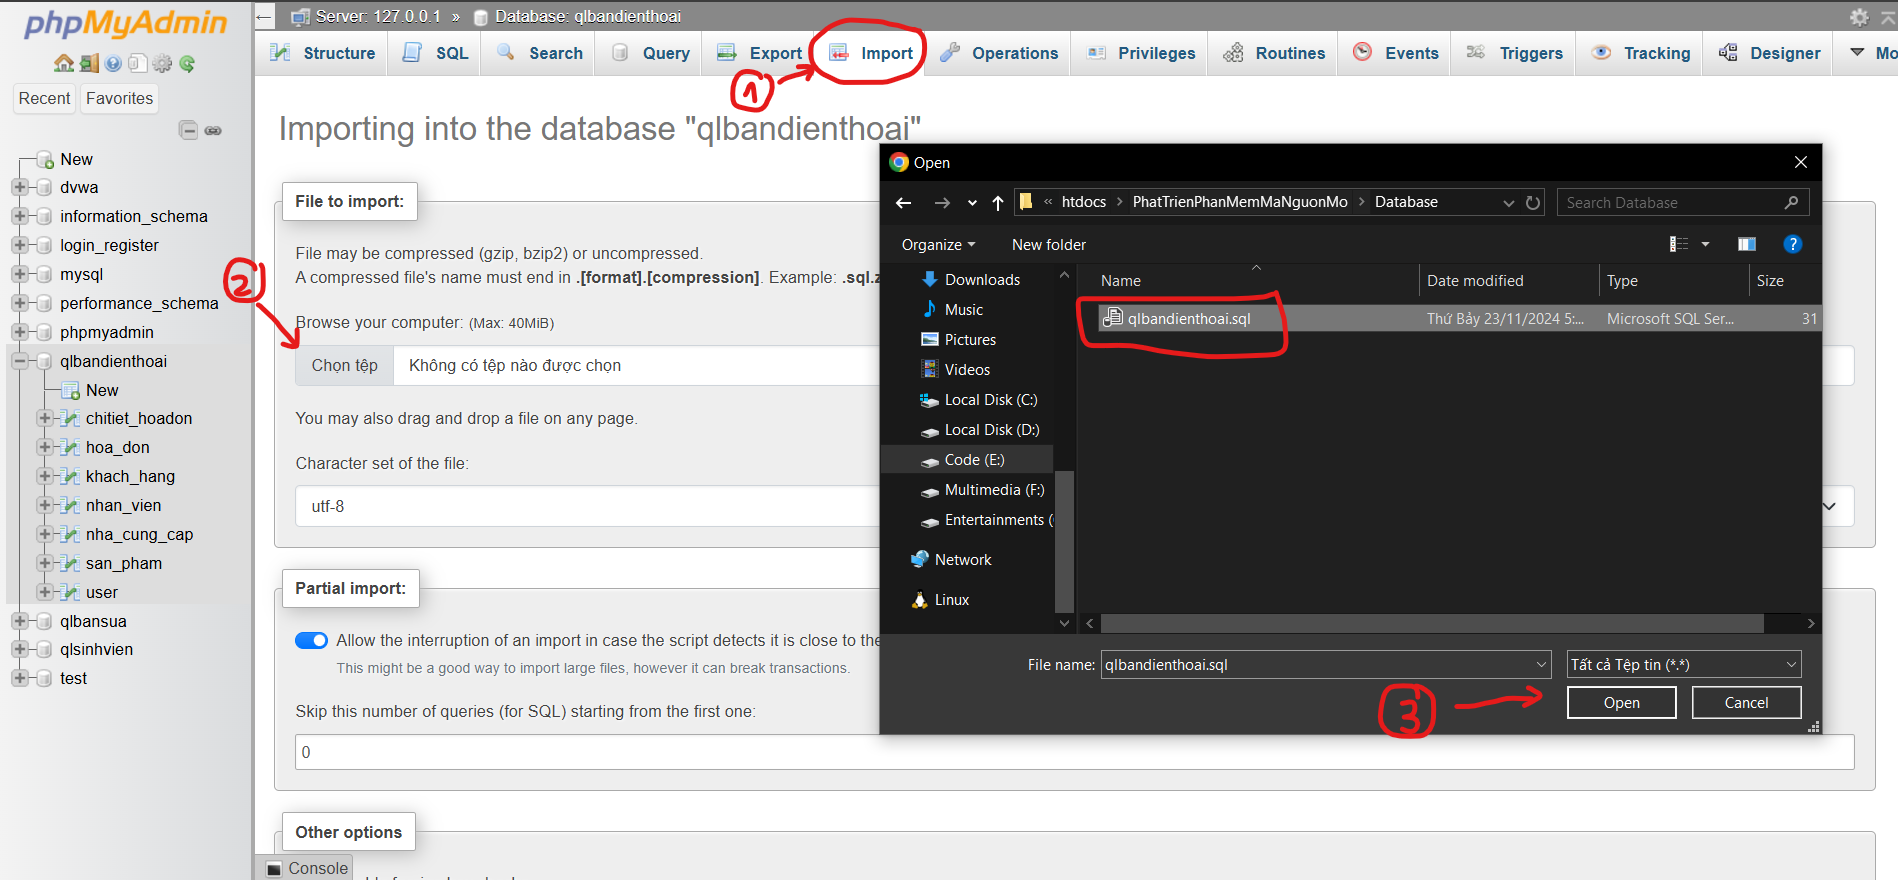 phpMyAdmin
Recent Favorites
New
dvwa
information_schema
login_register
mysql
performance_schema
phpmyadmin
qlbandienthoai
New
chitiet_hoadon
hoa_don
khach_hang
nhan_vien
nha_cung_cap
san_pham
user
qlbansua
qlsinhvien
test
Server: 127.0.0.1 » Database: qlbandienthoai
Structure SQL Search Query Export Import Operations Privileges Routines Events Triggers Tracking Designer Mo
1
Importing into the database "qlbandienthoai"
File to import:
File may be compressed (gzip, bzip2) or uncompressed.
A compressed file's name must end in .[format].[compression]. Example: .sql.z
2
Browse your computer: (Max: 40MiB)
Chọn tệp Không có tệp nào được chọn
You may also drag and drop a file on any page.
Character set of the file:
utf-8
Partial import:
Allow the interruption of an import in case the script detects it is close to the
This might be a good way to import large files, however it can break transactions.
Skip this number of queries (for SQL) starting from the first one:
0
Other options
Console
Open
« htdocs > PhatTrienPhanMemMaNguonMo > Database
Search Database
Organize New folder
Downloads
Music
Pictures
Videos
Local Disk (C:)
Local Disk (D:)
Code (E:)
Multimedia (F:)
Entertainments (
Network
Linux
Name Date modified Type Size
qlbandienthoai.sql Thứ Bảy 23/11/2024 5:... Microsoft SQL Ser... 31
File name: qlbandienthoai.sql Tất cả Tệp tin (*.*)
3
Open Cancel